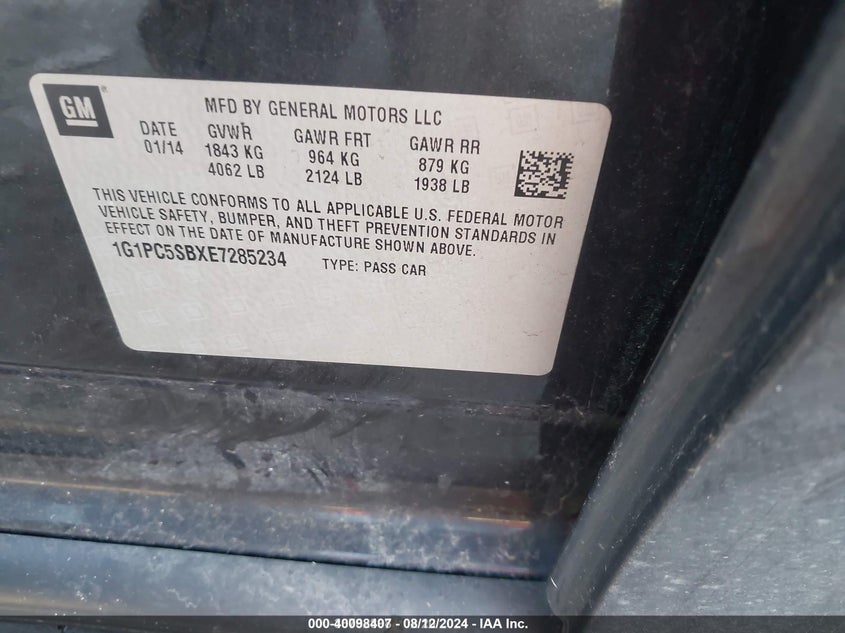 GM
MFD BY GENERAL MOTORS LLC
DATE GVWR GAWR FRT GAWR RR
01/14 1843 KG 964 KG 879 KG
4062 LB 2124 LB 1938 LB
THIS VEHICLE CONFORMS TO ALL APPLICABLE U.S. FEDERAL MOTOR
VEHICLE SAFETY, BUMPER, AND THEFT PREVENTION STANDARDS IN
EFFECT ON THE DATE OF MANUFACTURE SHOWN ABOVE.
1G1PC5SBXE7285234 TYPE: PASS CAR
000-40098407 - 08/12/2024 - IAA Inc.